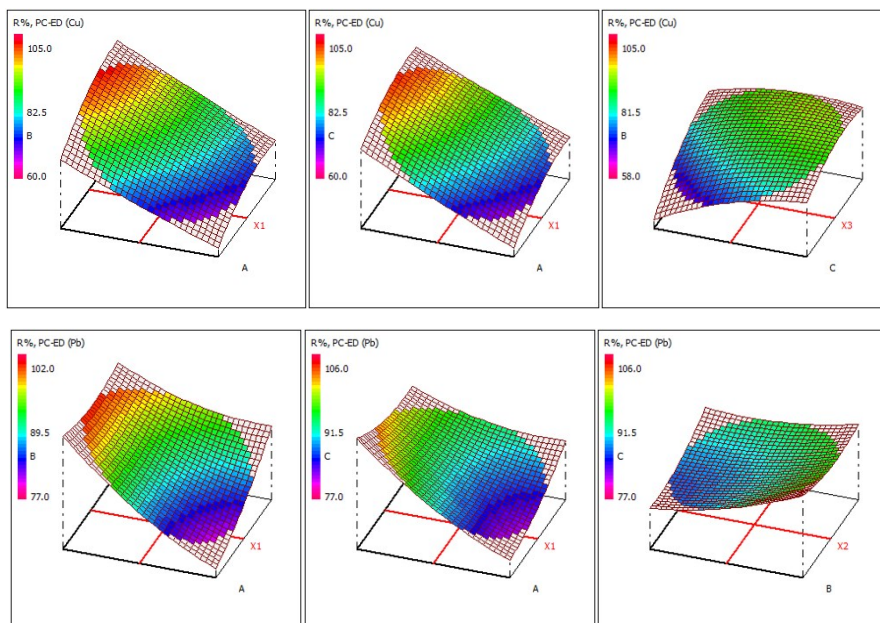 R%, PC-ED (Cu)
105.0
82.5
B
60.0
X1
A
R%, PC-ED (Cu)
105.0
82.5
C
60.0
X1
A
R%, PC-ED (Cu)
105.0
81.5
B
58.0
X3
C
R%, PC-ED (Pb)
102.0
89.5
B
77.0
X1
A
R%, PC-ED (Pb)
106.0
91.5
C
77.0
X1
A
R%, PC-ED (Pb)
106.0
91.5
C
77.0
X2
B